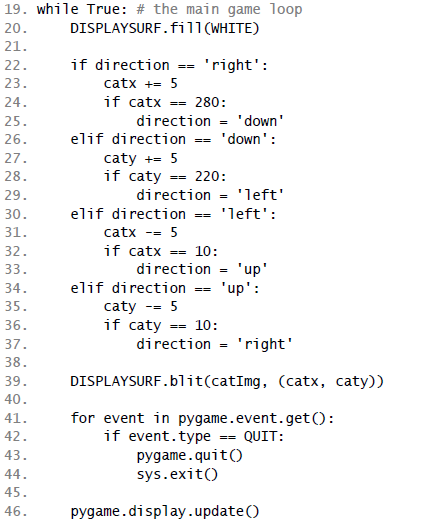 19. while True: # the main game loop
20.     DISPLAYSURF.fill(WHITE)
21.
22.     if direction == 'right':
23.         catx += 5
24.         if catx == 280:
25.             direction = 'down'
26.     elif direction == 'down':
27.         caty += 5
28.         if caty == 220:
29.             direction = 'left'
30.     elif direction == 'left':
31.         catx -= 5
32.         if catx == 10:
33.             direction = 'up'
34.     elif direction == 'up':
35.         caty -= 5
36.         if caty == 10:
37.             direction = 'right'
38.
39.     DISPLAYSURF.blit(catImg, (catx, caty))
40.
41.     for event in pygame.event.get():
42.         if event.type == QUIT:
43.             pygame.quit()
44.             sys.exit()
45.
46.     pygame.display.update()